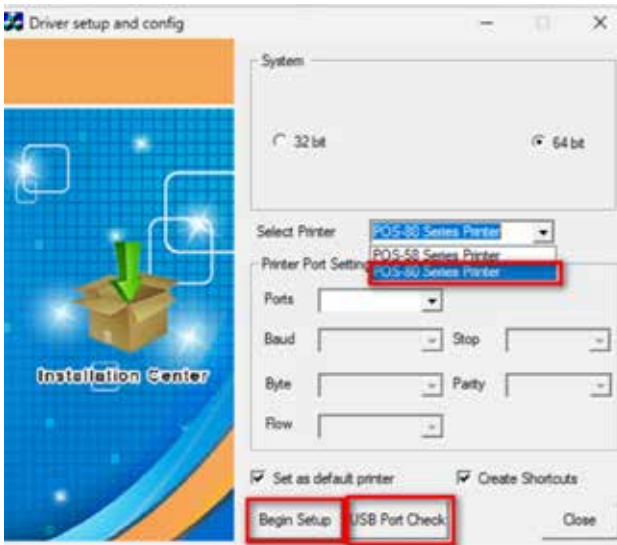 Driver setup and config
System
32 bit
64 bit
Select Printer
POS-80 Series Printer
POS-58 Series Printer
POS-80 Series Printer
Printer Port Setting
Ports
Baud
Stop
Installation Center
Byte
Parity
Flow
Set as default printer
Create Shortcuts
Begin Setup
USB Port Check
Close